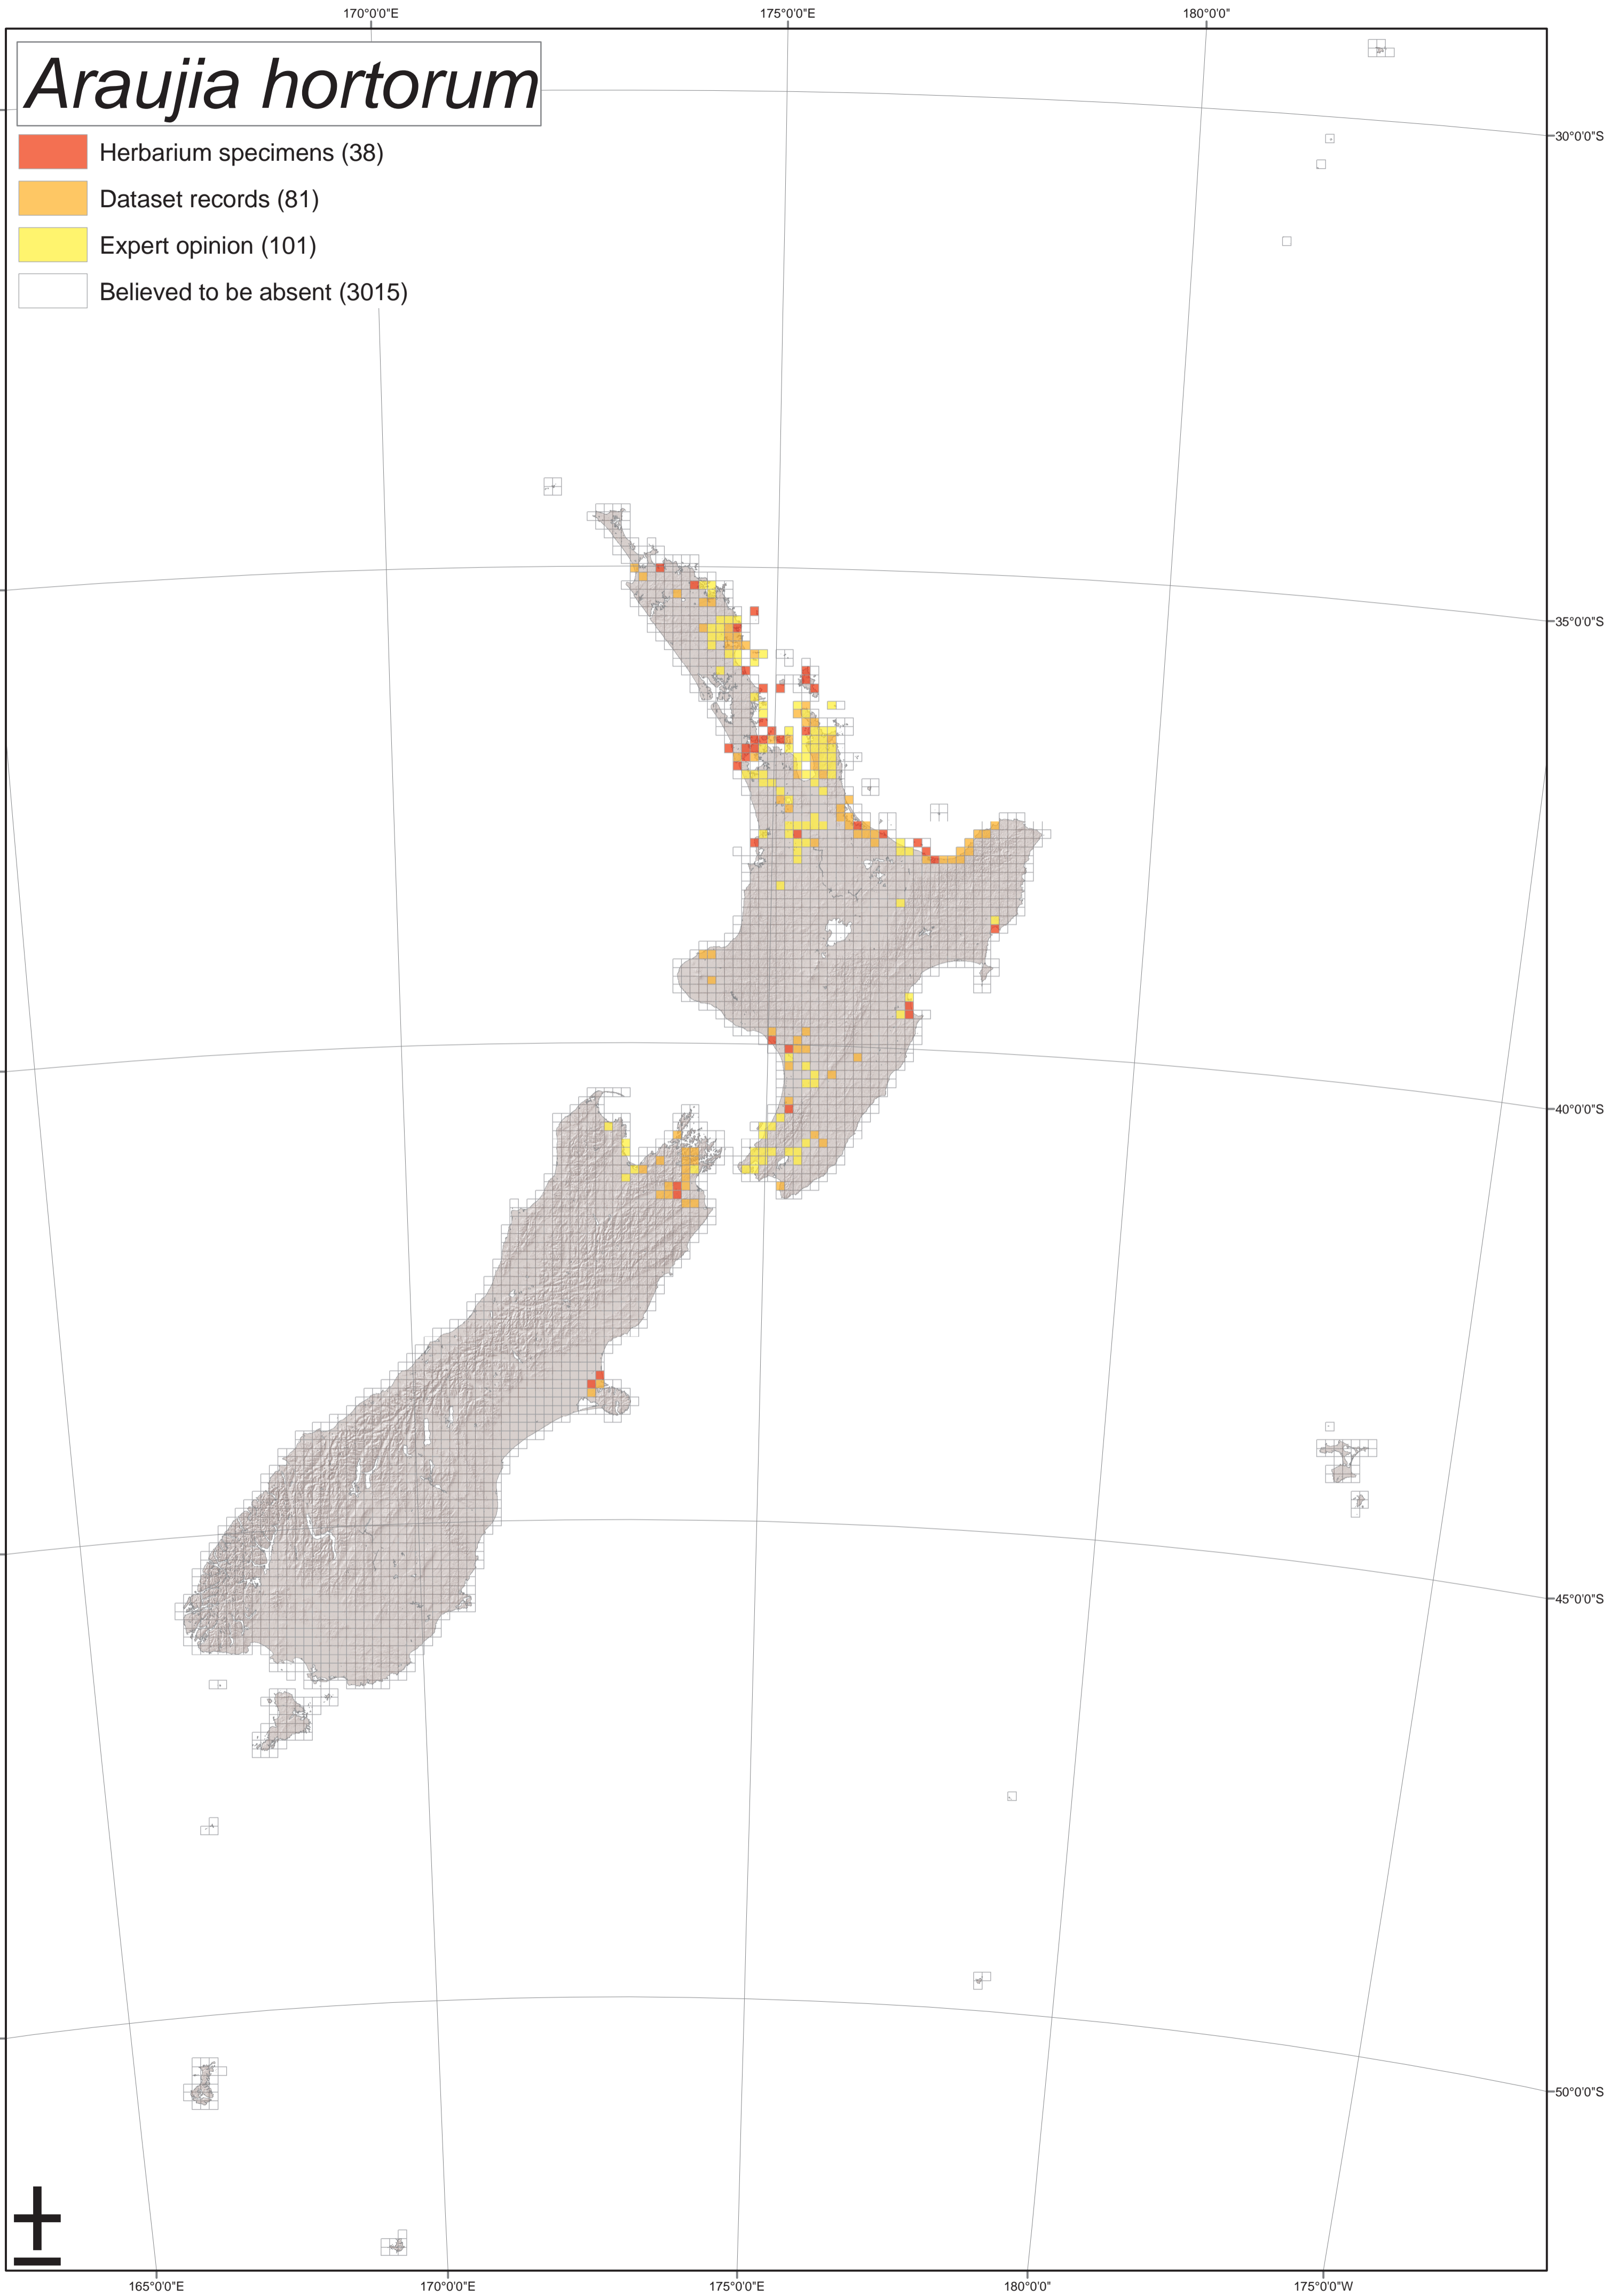 170°0'0"E 175°0'0"E 180°0'0"
Araujia hortorum
Herbarium specimens (38)
Dataset records (81)
Expert opinion (101)
Believed to be absent (3015)
30°0'0"S
35°0'0"S
40°0'0"S
45°0'0"S
50°0'0"S
165°0'0"E 170°0'0"E 175°0'0"E 180°0'0" 175°0'0"W